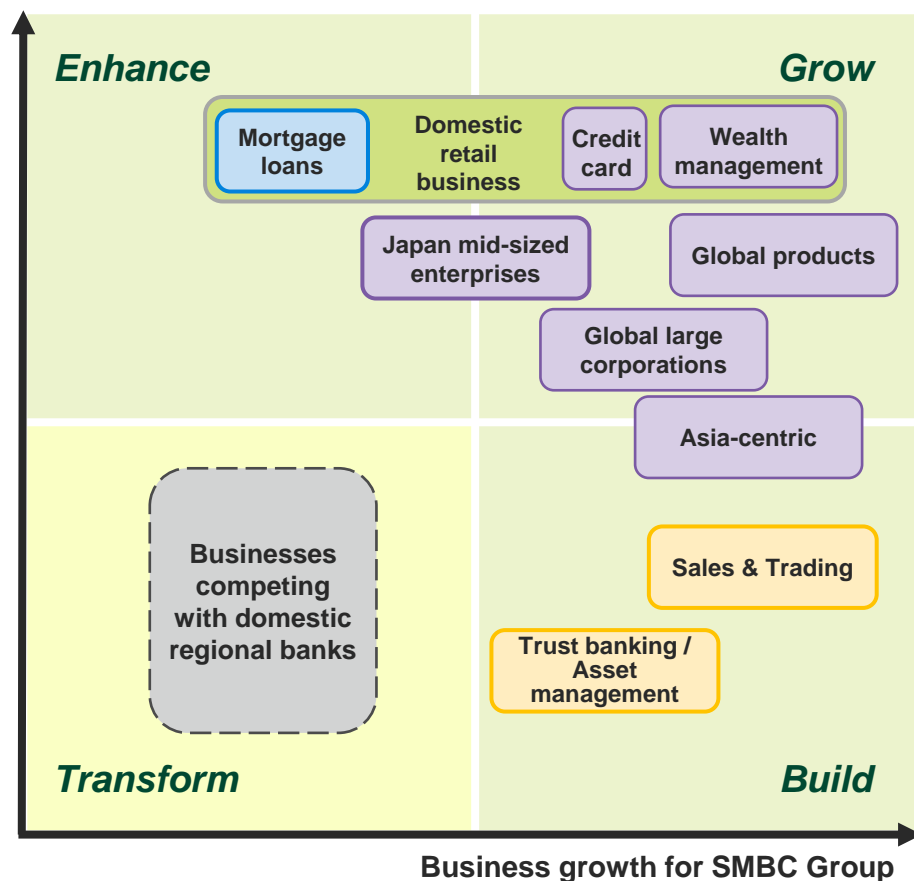 Enhance
Grow
Mortgage
loans
Domestic
retail
business
Credit
card
Wealth
management
Japan mid-sized
enterprises
Global products
Global large
corporations
Asia-centric
Businesses
competing
with domestic
regional banks
Sales & Trading
Trust banking /
Asset
management
Transform
Build
Business growth for SMBC Group